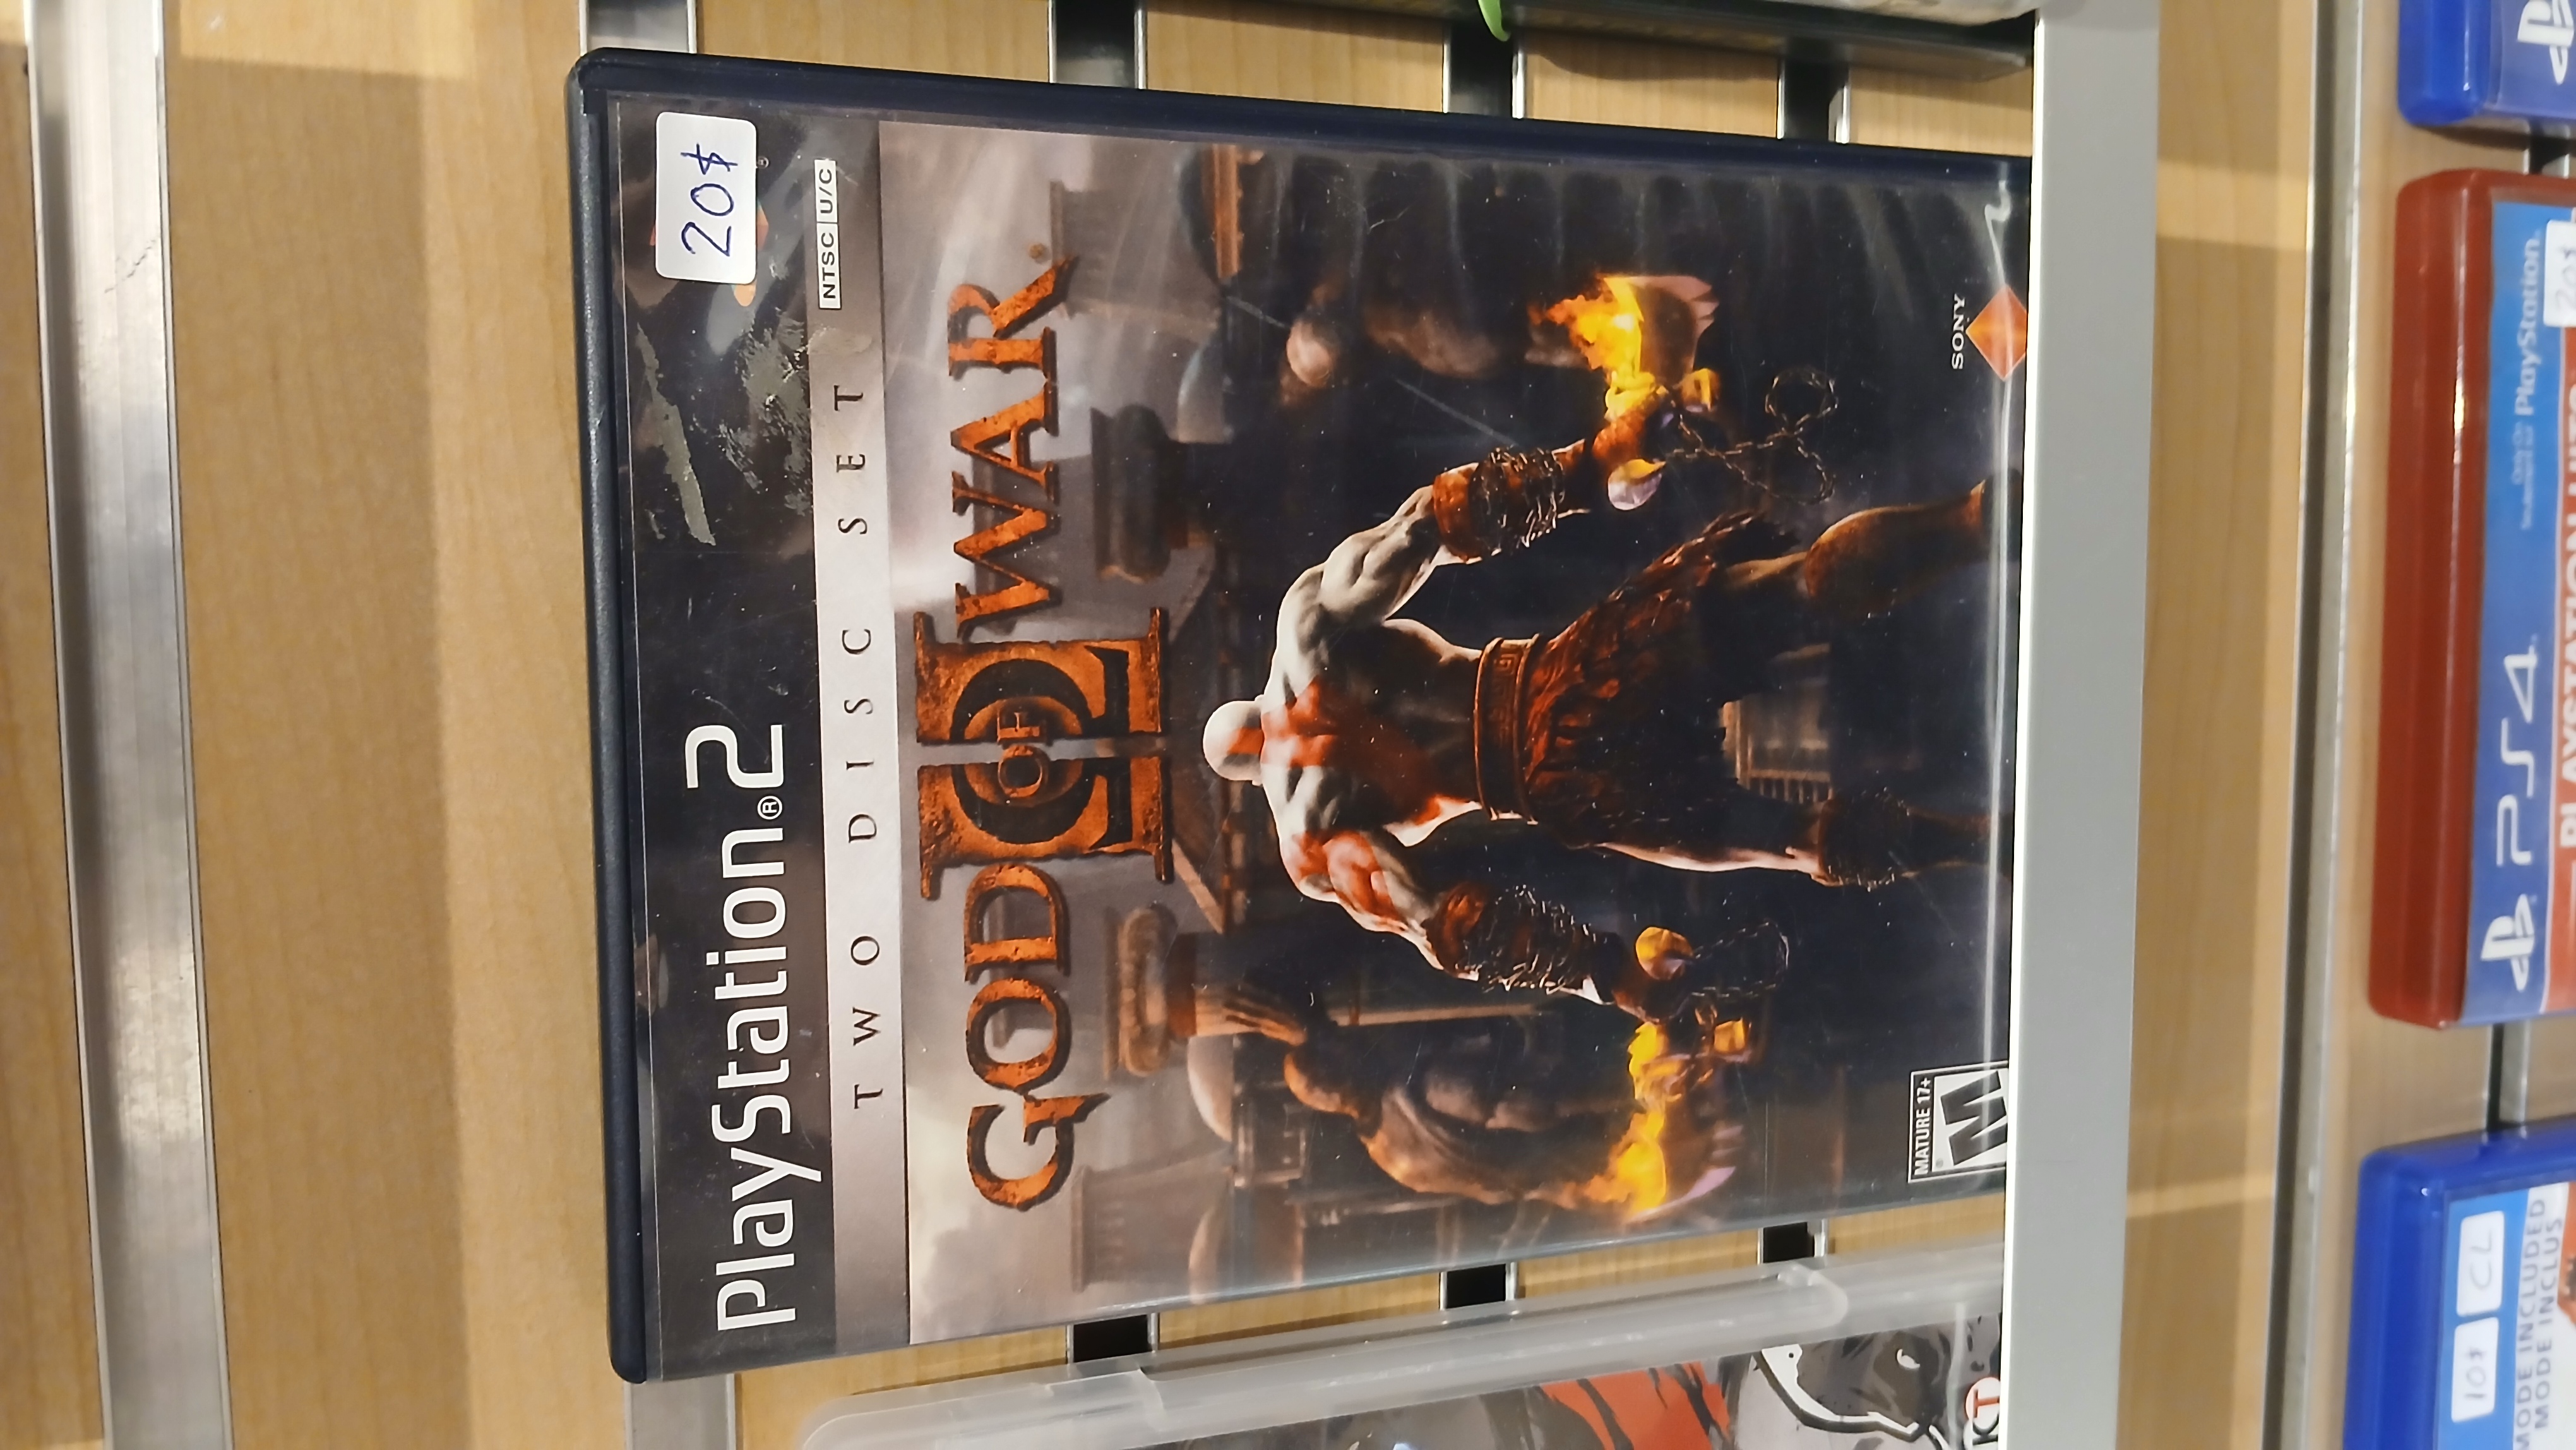 20$
PlayStation®2
NTSC U/C
TWO DISC SET
GOD OF WAR
II
®
MATURE 17+
M
SONY
KT
PlayStation
PS4
10$
CL
MODE INCLUDED
MODE INCLUS